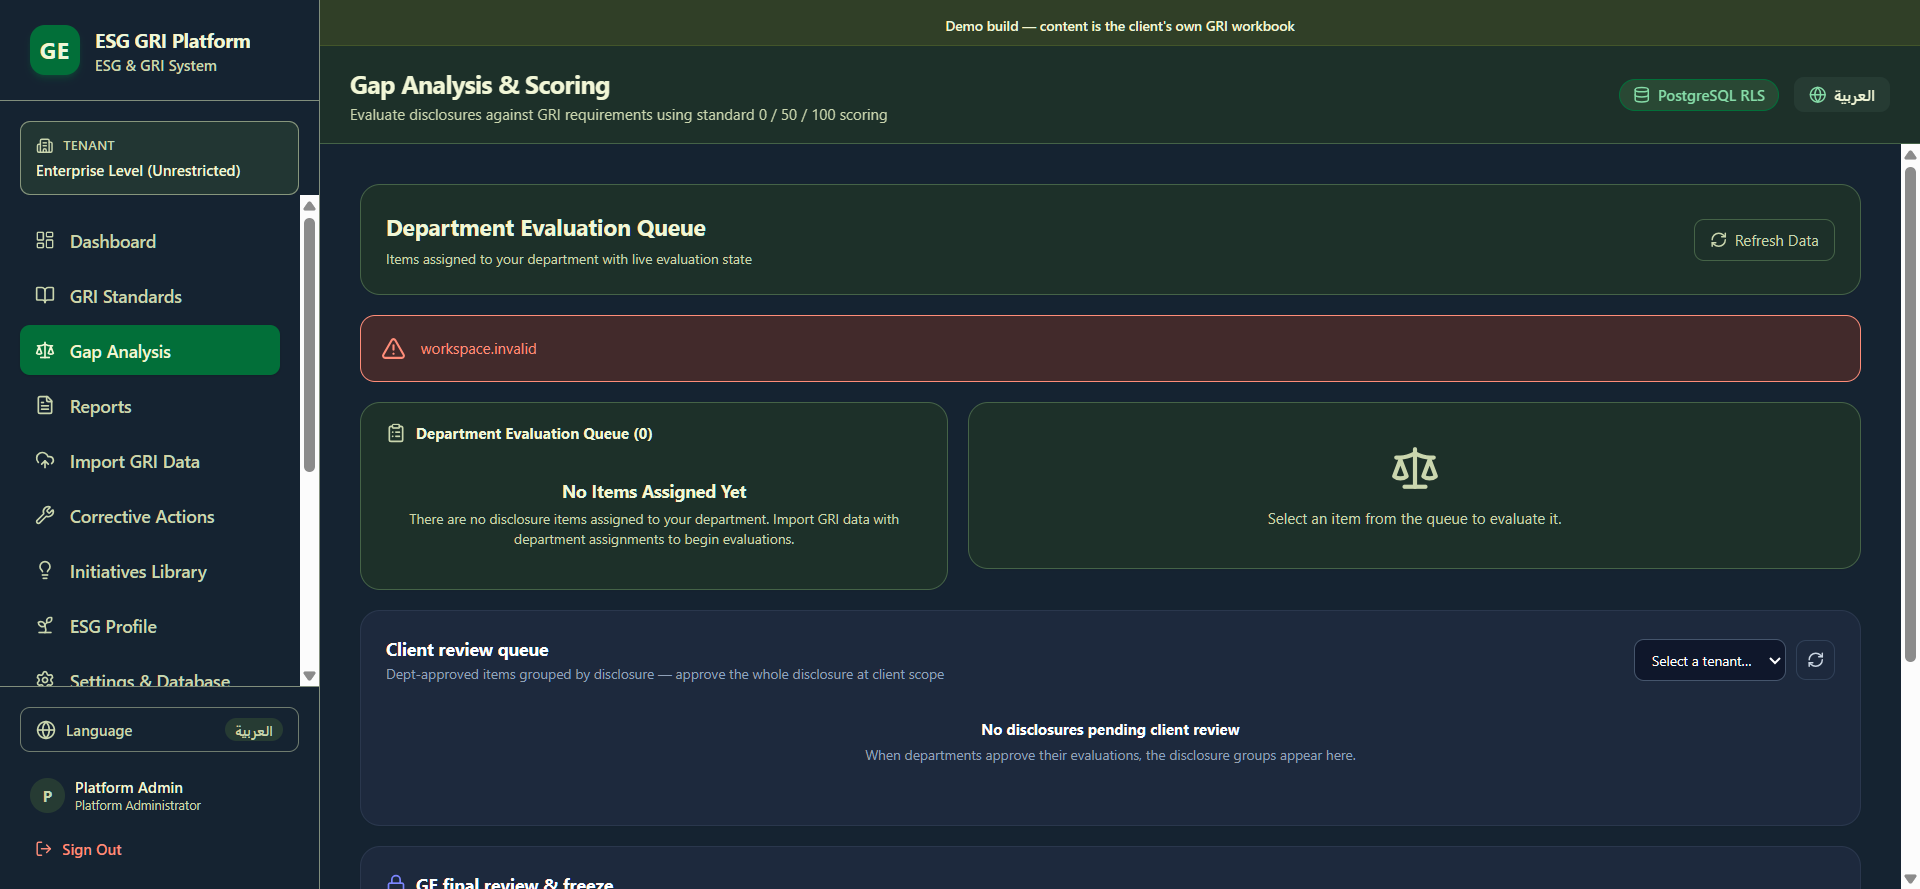 GE
ESG GRI Platform
ESG & GRI System
TENANT
Enterprise Level (Unrestricted)
Dashboard
GRI Standards
Gap Analysis
Reports
Import GRI Data
Corrective Actions
Initiatives Library
ESG Profile
Settings & Database
Language
العربية
P
Platform Admin
Platform Administrator
Sign Out
Demo build — content is the client's own GRI workbook
Gap Analysis & Scoring
Evaluate disclosures against GRI requirements using standard 0 / 50 / 100 scoring
PostgreSQL RLS
العربية
Department Evaluation Queue
Items assigned to your department with live evaluation state
Refresh Data
workspace.invalid
Department Evaluation Queue (0)
No Items Assigned Yet
There are no disclosure items assigned to your department. Import GRI data with
department assignments to begin evaluations.
Select an item from the queue to evaluate it.
Client review queue
Dept-approved items grouped by disclosure — approve the whole disclosure at client scope
Select a tenant...
No disclosures pending client review
When departments approve their evaluations, the disclosure groups appear here.
GE final review & freeze